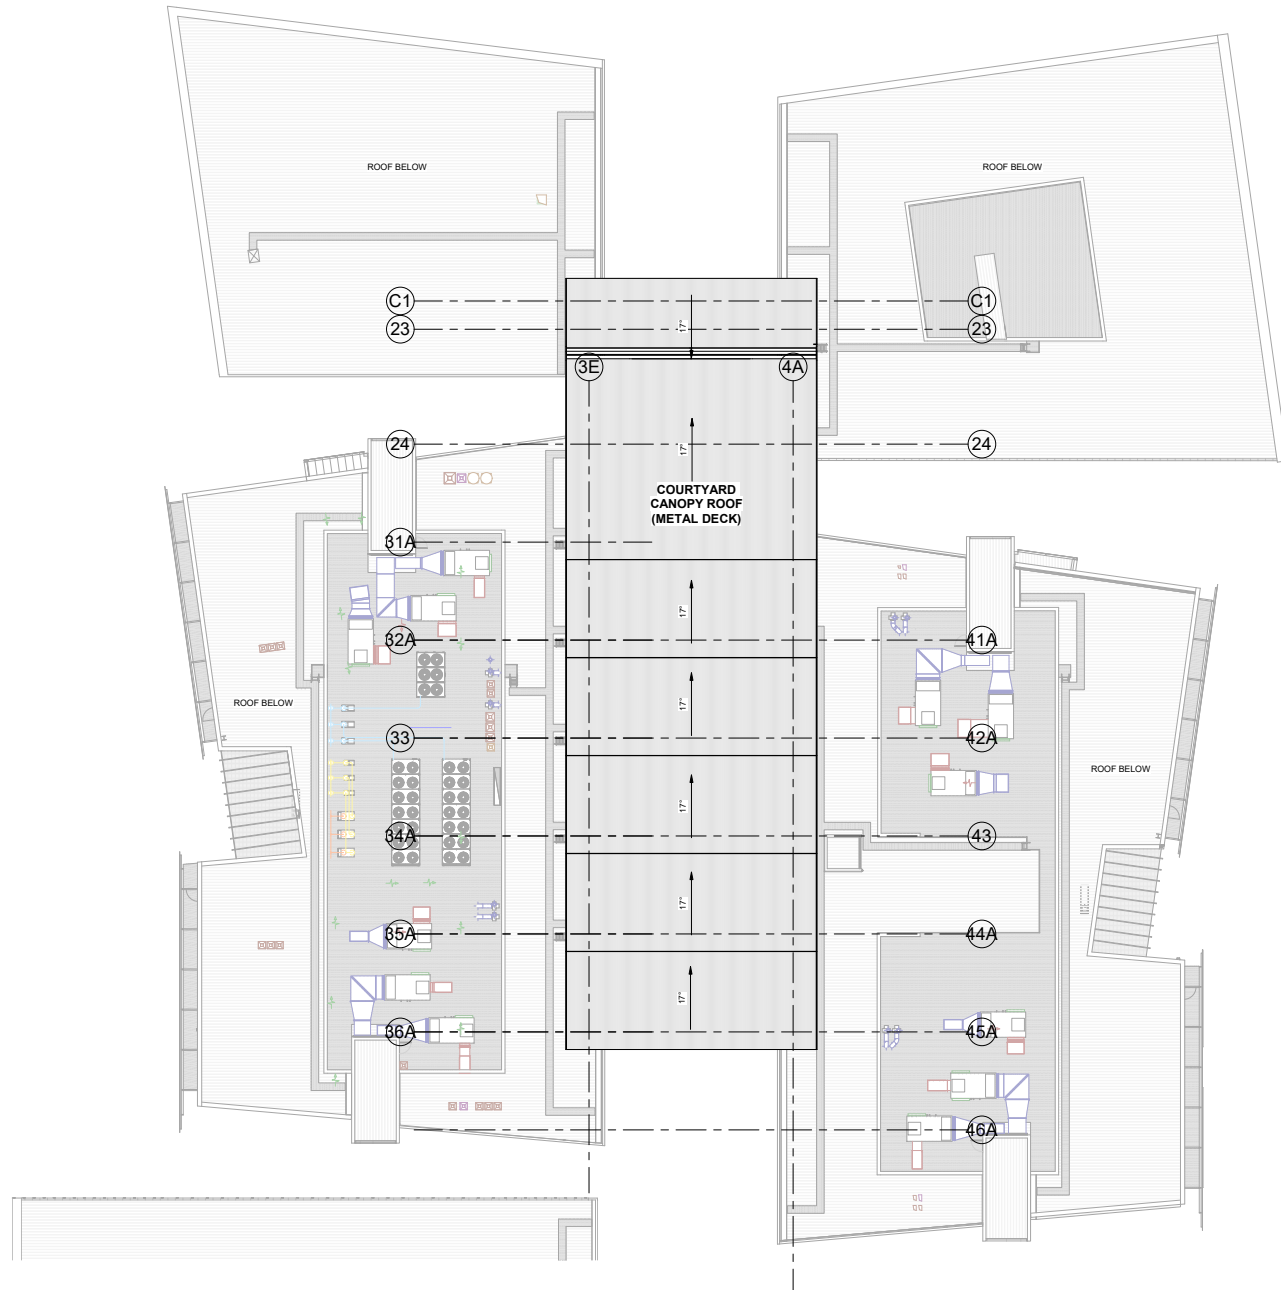 ROOF BELOW
ROOF BELOW
C1
C1
23
23
17°
3E
4A
24
24
17°
COURTYARD
CANOPY ROOF
(METAL DECK)
31A
17°
32A
41A
ROOF BELOW
17°
33
42A
ROOF BELOW
17°
34A
43
17°
35A
44A
17°
36A
45A
46A